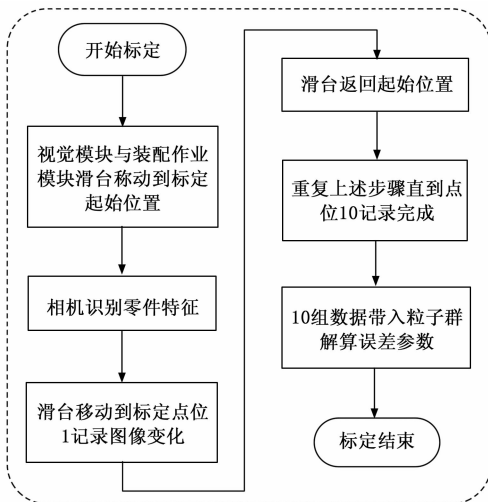 开始标定
视觉模块与装配作业
模块滑台称动到标定
起始位置
相机识别零件特征
滑台移动到标定点位
1记录图像变化
滑台返回起始位置
重复上述步骤直到点
位10记录完成
10组数据带入粒子群
解算误差参数
标定结束